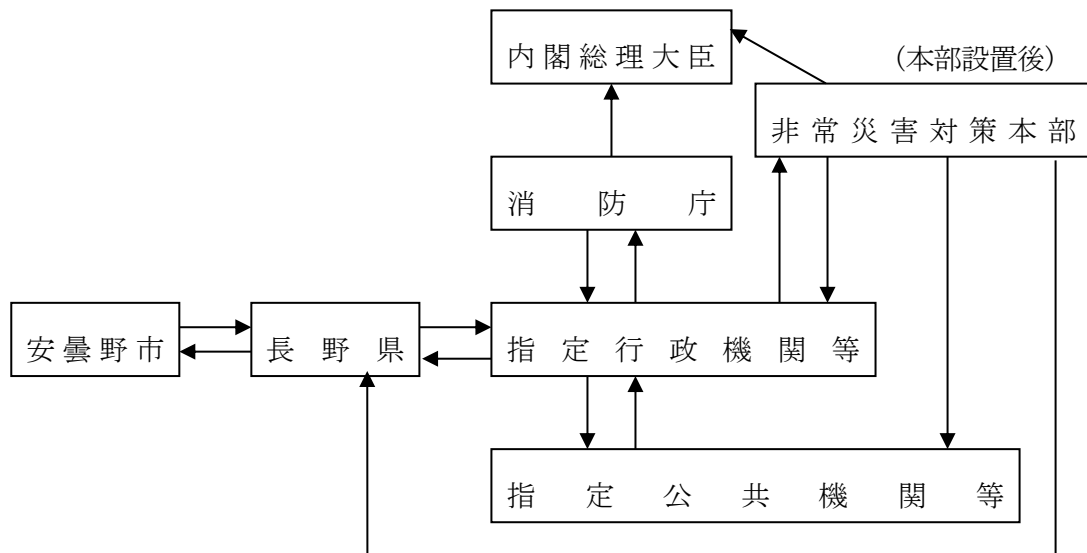 内閣総理大臣
（本部設置後）
非常災害対策本部
消防庁
安曇野市
長野県
指定行政機関等
指定公共機関等